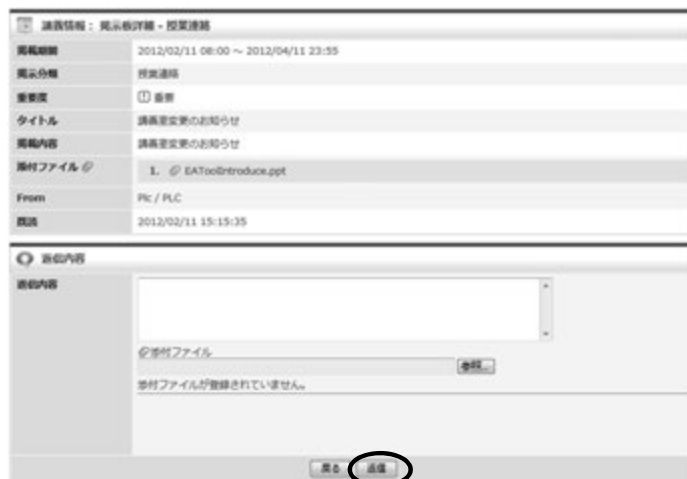 講義情報： 掲示板詳細 - 授業連絡
掲載期間 2012/02/11 08:00 ～ 2012/04/11 23:55
掲示分類 授業連絡
重要度 重要
タイトル 講義室変更のお知らせ
掲載内容 講義室変更のお知らせ
添付ファイル 1. EAToolIntroduce.ppt
From Plc / PLC
既読 2012/02/11 15:15:35
返信内容
返信内容
添付ファイル
参照...
添付ファイルが登録されていません。
戻る 返信